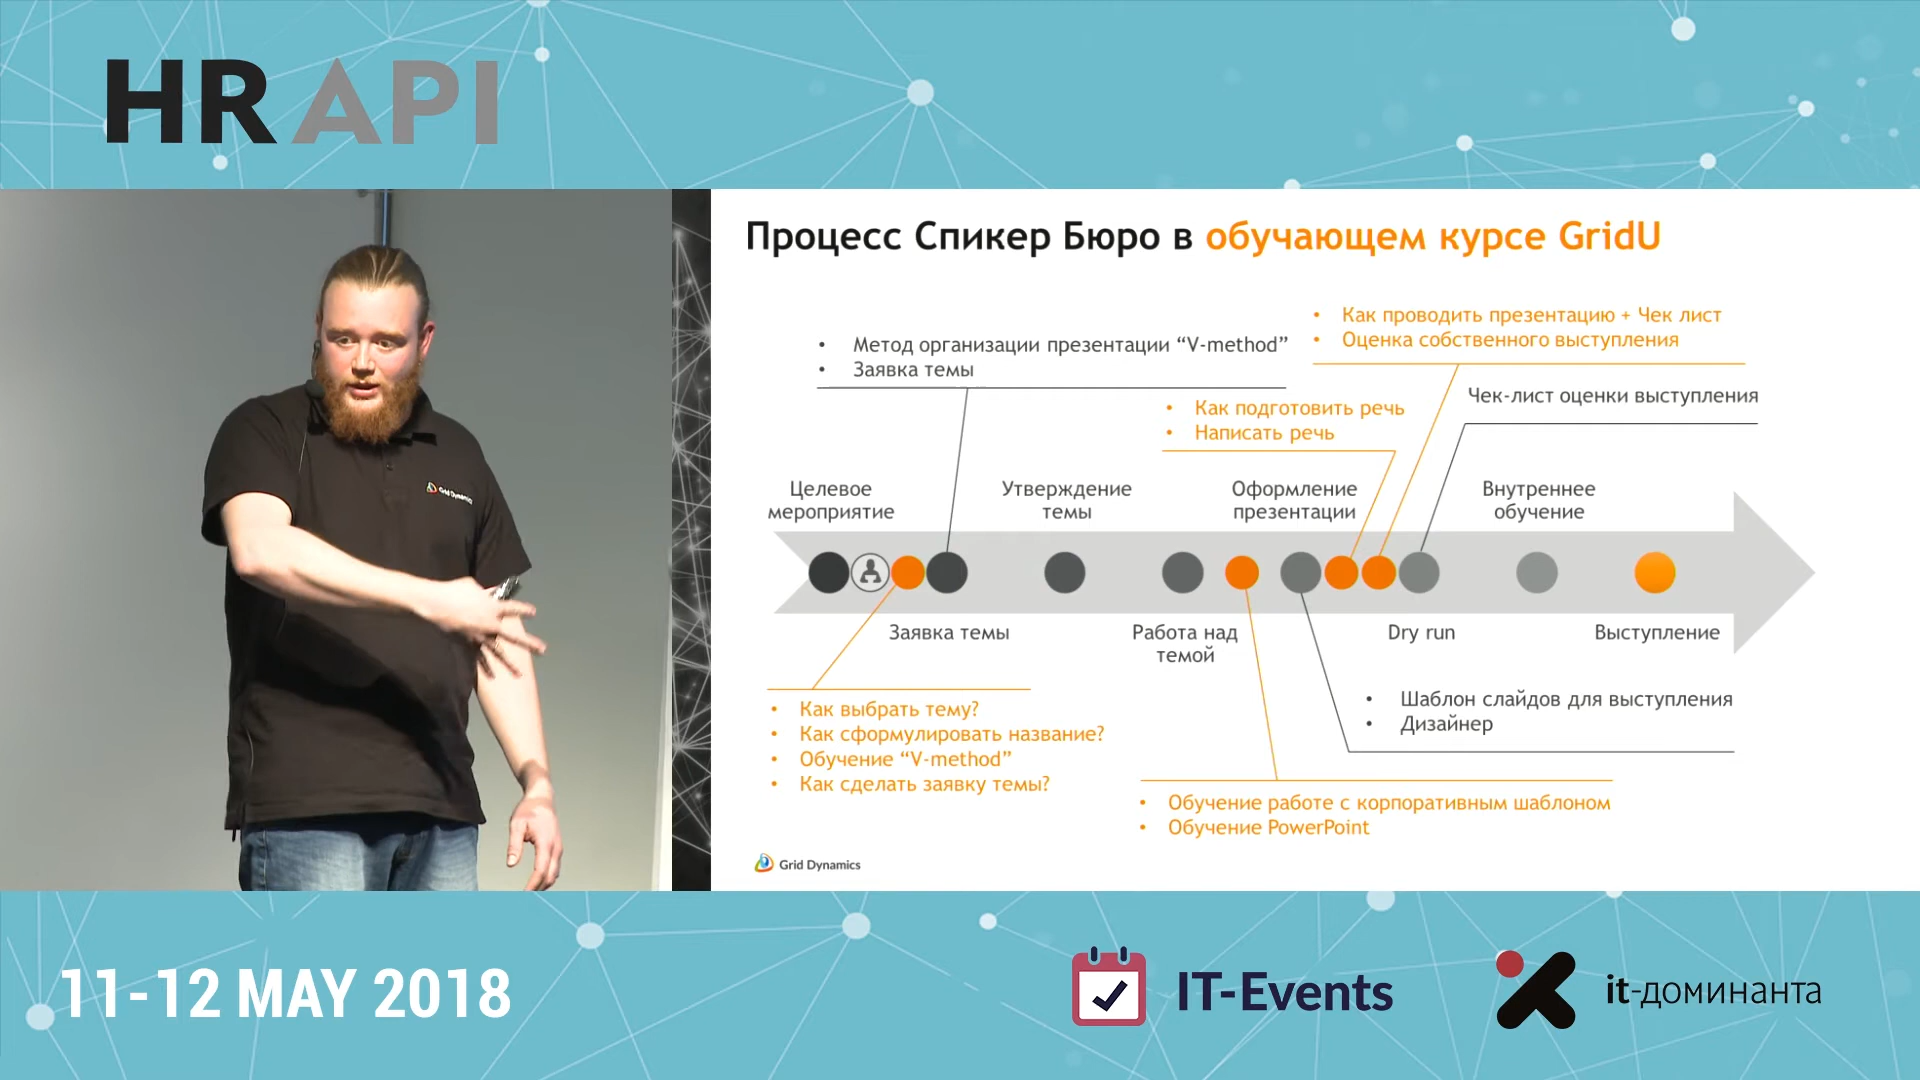 HR API
Процесс Спикер Бюро в обучающем курсе GridU
• Как проводить презентацию + Чек лист
• Оценка собственного выступления
• Метод организации презентации “V-method”
• Заявка темы
Чек-лист оценки выступления
• Как подготовить речь
• Написать речь
Целевое
мероприятие
Утверждение
темы
Оформление
презентации
Внутреннее
обучение
Заявка темы
Работа над
темой
Dry run
Выступление
• Как выбрать тему?
• Как сформулировать название?
• Обучение “V-method”
• Как сделать заявку темы?
• Шаблон слайдов для выступления
• Дизайнер
• Обучение работе с корпоративным шаблоном
• Обучение PowerPoint
Grid Dynamics
Grid Dynamics
11-12 MAY 2018
IT-Events
it-доминанта